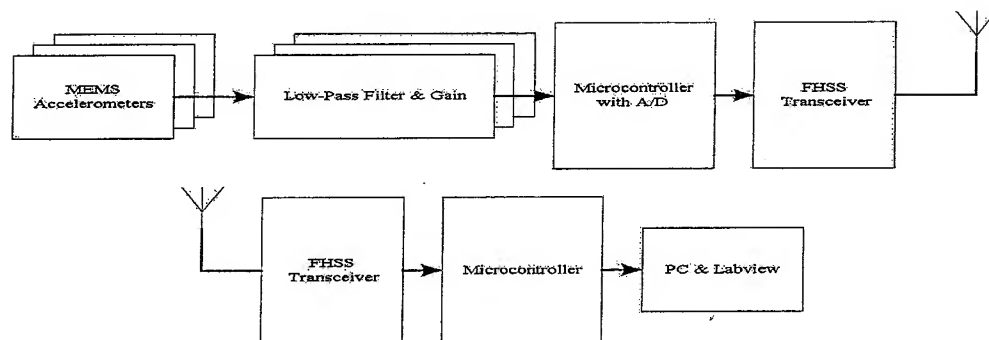 MEMS
Accelerometers
Low-Pass Filter & Gain
Microcontroller
with A/D
FHSS
Transceiver
FHSS
Transceiver
Microcontroller
PC & Labview